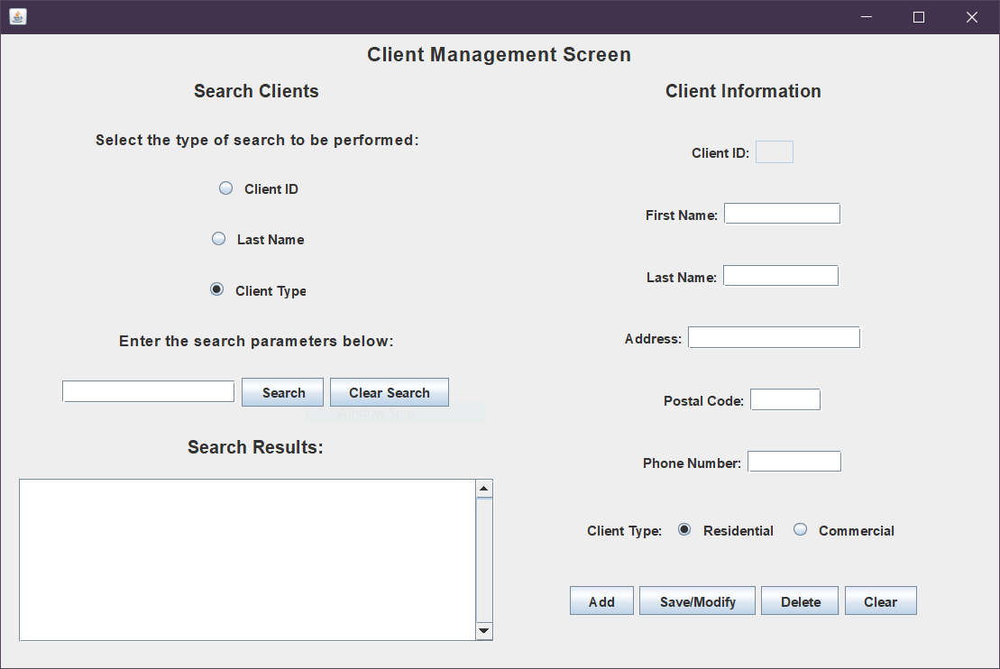 Client Management Screen
Search Clients
Select the type of search to be performed:
Client ID
Last Name
Client Type
Enter the search parameters below:
Search Clear Search
Window Snip
Search Results:
Client Information
Client ID:
First Name:
Last Name:
Address:
Postal Code:
Phone Number:
Client Type: Residential Commercial
Add Save/Modify Delete Clear